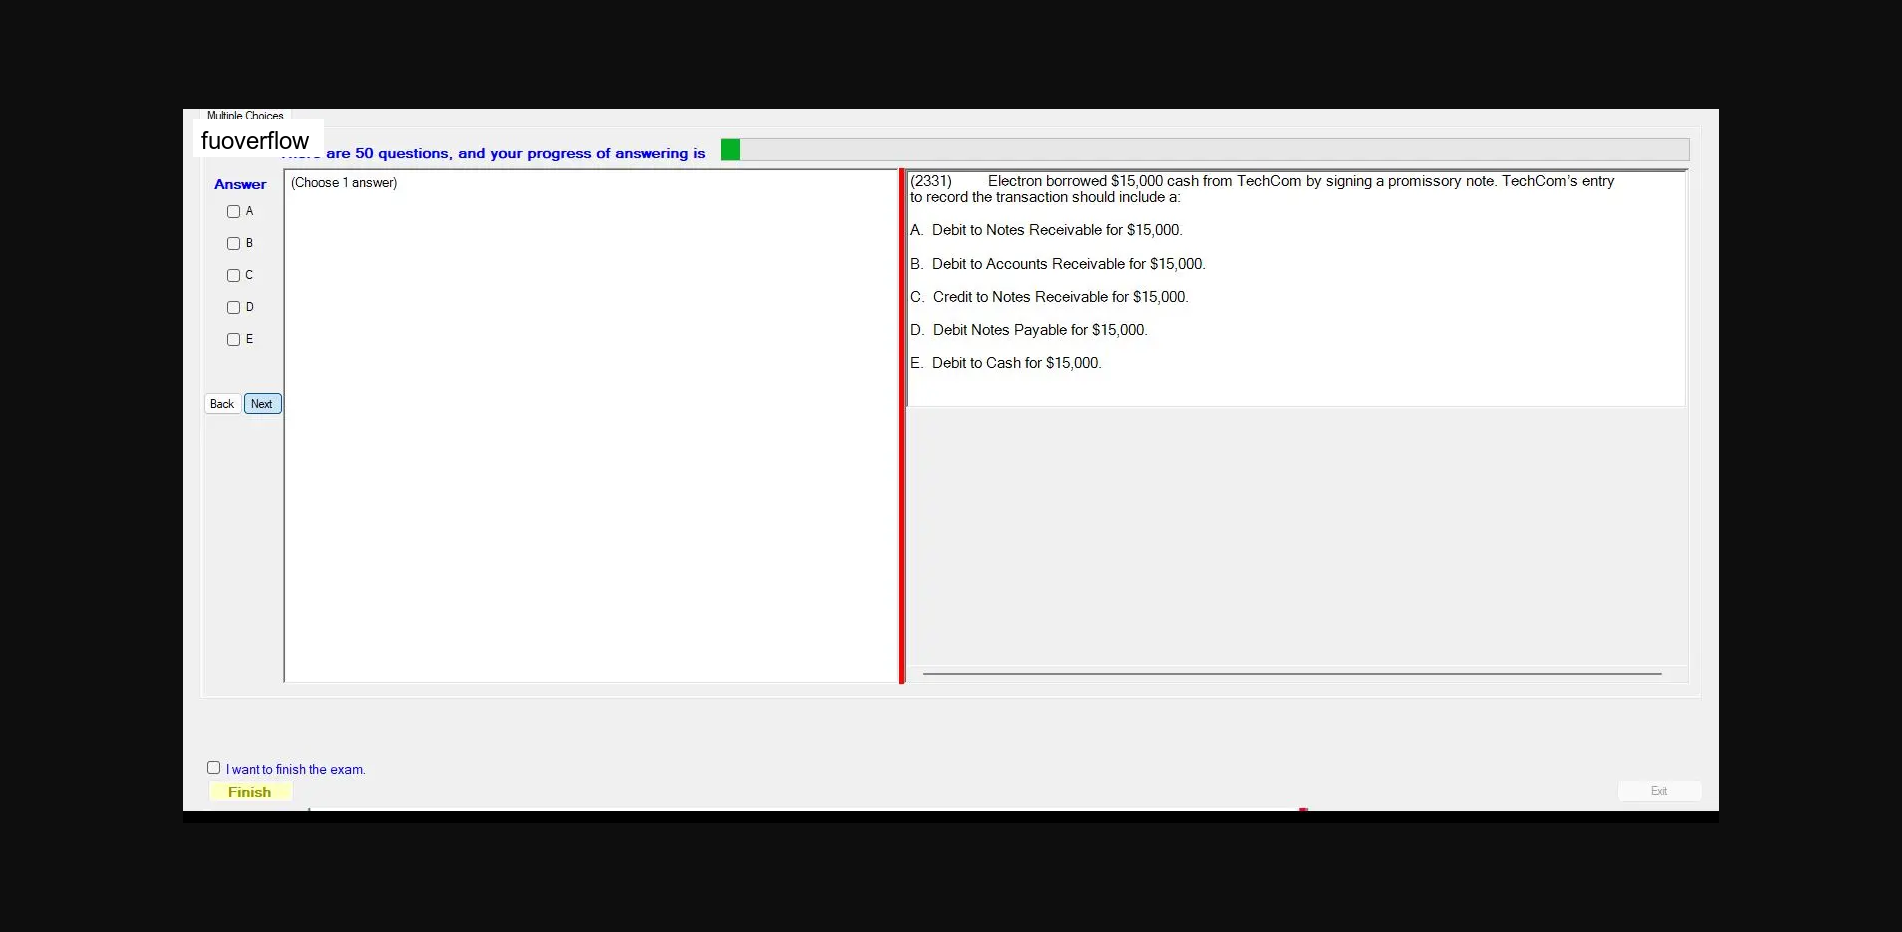 Multiple Choices
fuoverflow
are 50 questions, and your progress of answering is
Answer
(Choose 1 answer)
A
B
C
D
E
Back Next
(2331) Electron borrowed $15,000 cash from TechCom by signing a promissory note. TechCom's entry
to record the transaction should include a:
A. Debit to Notes Receivable for $15,000.
B. Debit to Accounts Receivable for $15,000.
C. Credit to Notes Receivable for $15,000.
D. Debit Notes Payable for $15,000.
E. Debit to Cash for $15,000.
I want to finish the exam.
Finish
Exit